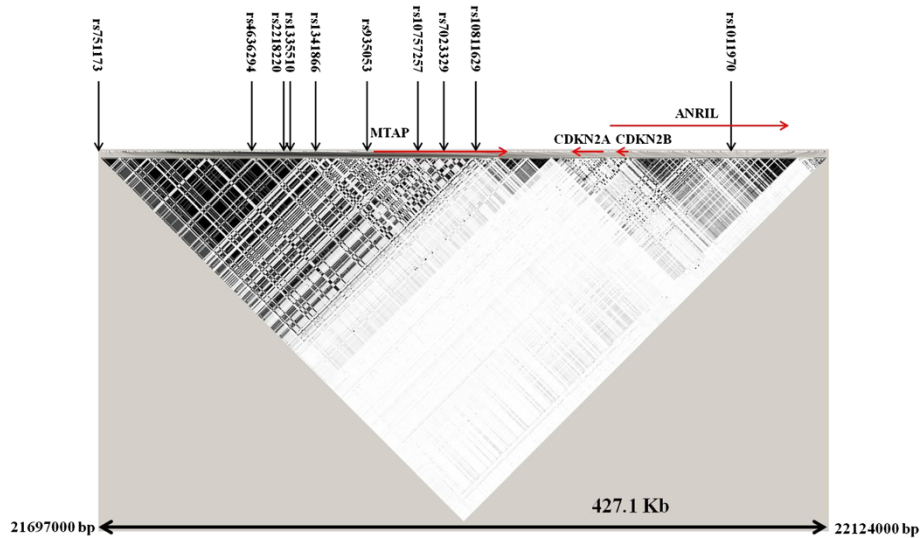 rs751173
rs4636294
rs2218220
rs1335510
rs1341866
rs935053
rs10757257
rs7023329
rs10811629
rs1011970
ANRIL
MTAP
CDKN2A
CDKN2B
427.1 Kb
21697000 bp
22124000 bp